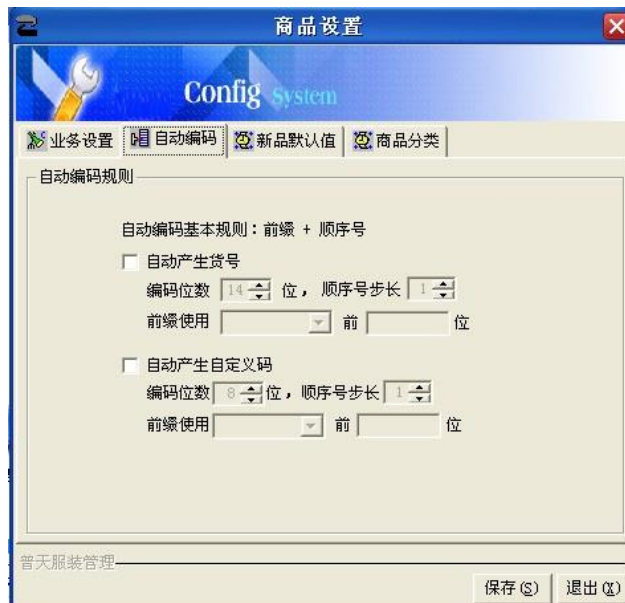 商品设置
Config System
业务设置 自动编码 新品默认值 商品分类
自动编码规则
自动编码基本规则：前缀 + 顺序号
自动产生货号
编码位数 14 位，顺序号步长 1
前缀使用 前 位
自动产生自定义码
编码位数 8 位，顺序号步长 1
前缀使用 前 位
普天服装管理
保存(S) 退出(X)